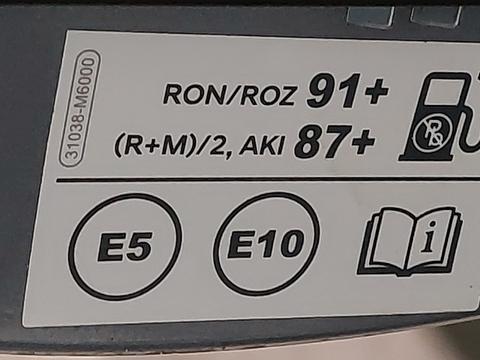 31038-M6000
RON/ROZ 91+
(R+M)/2, AKI 87+
E5
E10
i